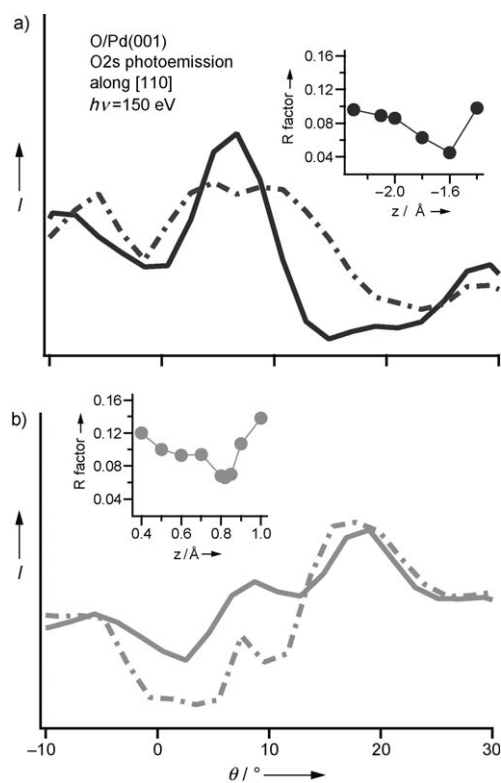 a)
O/Pd(001)
O2s photoemission
along [110]
hν=150 eV
R factor →
0.16
0.12
0.08
0.04
−2.0
−1.6
z / Å →
I →
b)
R factor →
0.16
0.12
0.08
0.04
0.4
0.6
0.8
1.0
z /Å →
I →
−10
0
10
20
30
θ / ° →